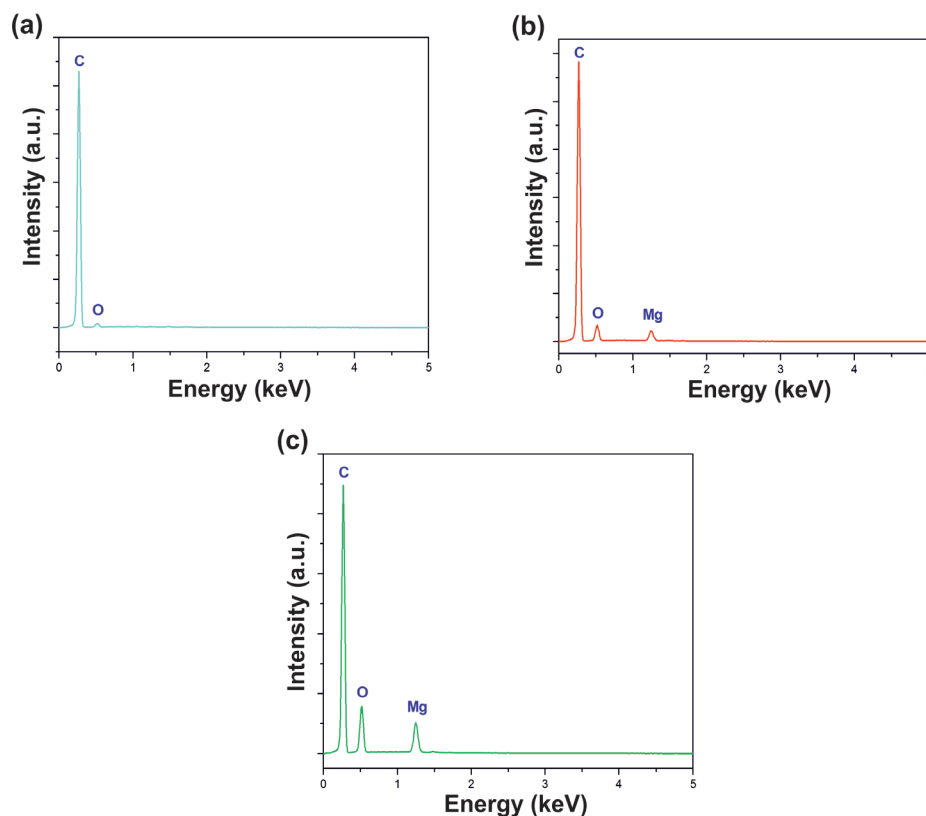 (a)
C
O
Intensity (a.u.)
0 1 2 3 4 5
Energy (keV)
(b)
C
O
Mg
Intensity (a.u.)
0 1 2 3 4
Energy (keV)
(c)
C
O
Mg
Intensity (a.u.)
0 1 2 3 4 5
Energy (keV)